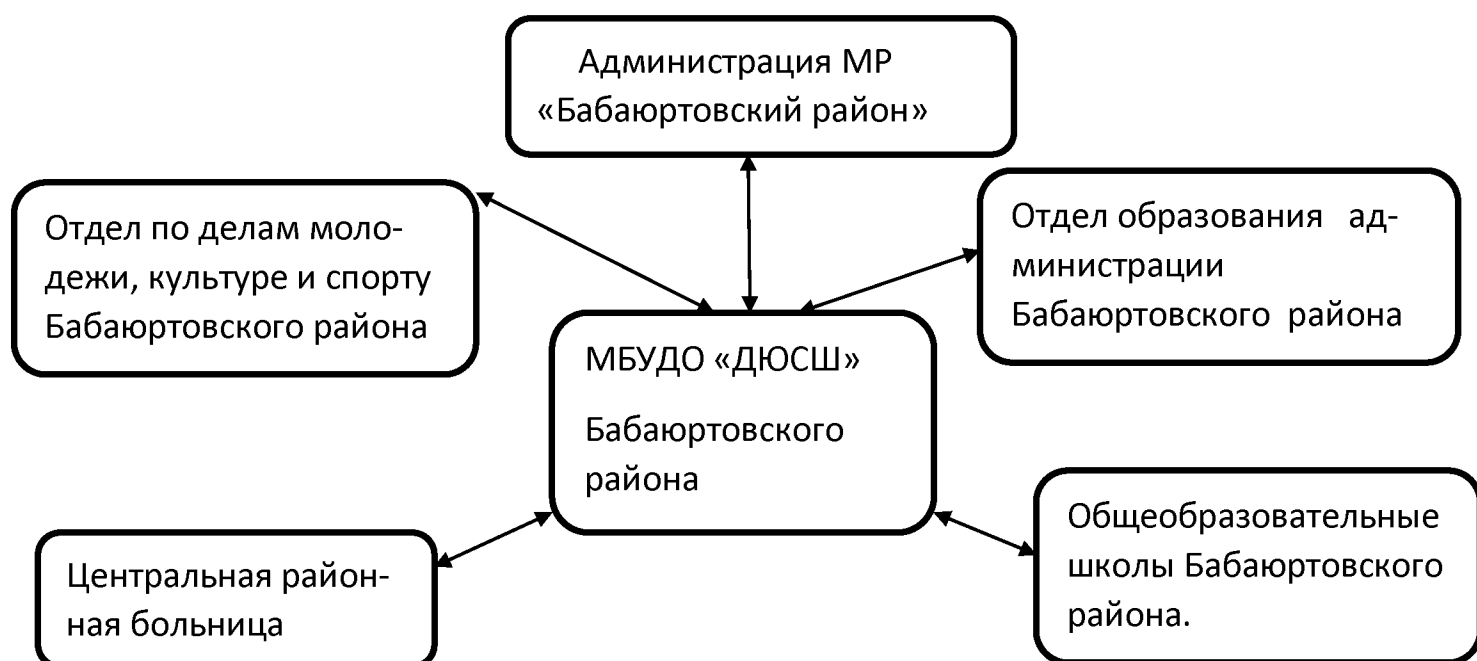 Администрация МР
«Бабаюртовский район»
Отдел по делам моло-
дежи, культуре и спорту
Бабаюртовского района
Отдел образования ад-
министрации
Бабаюртовского района
МБУДО «ДЮСШ»
Бабаюртовского
района
Центральная район-
ная больница
Общеобразовательные
школы Бабаюртовского
района.